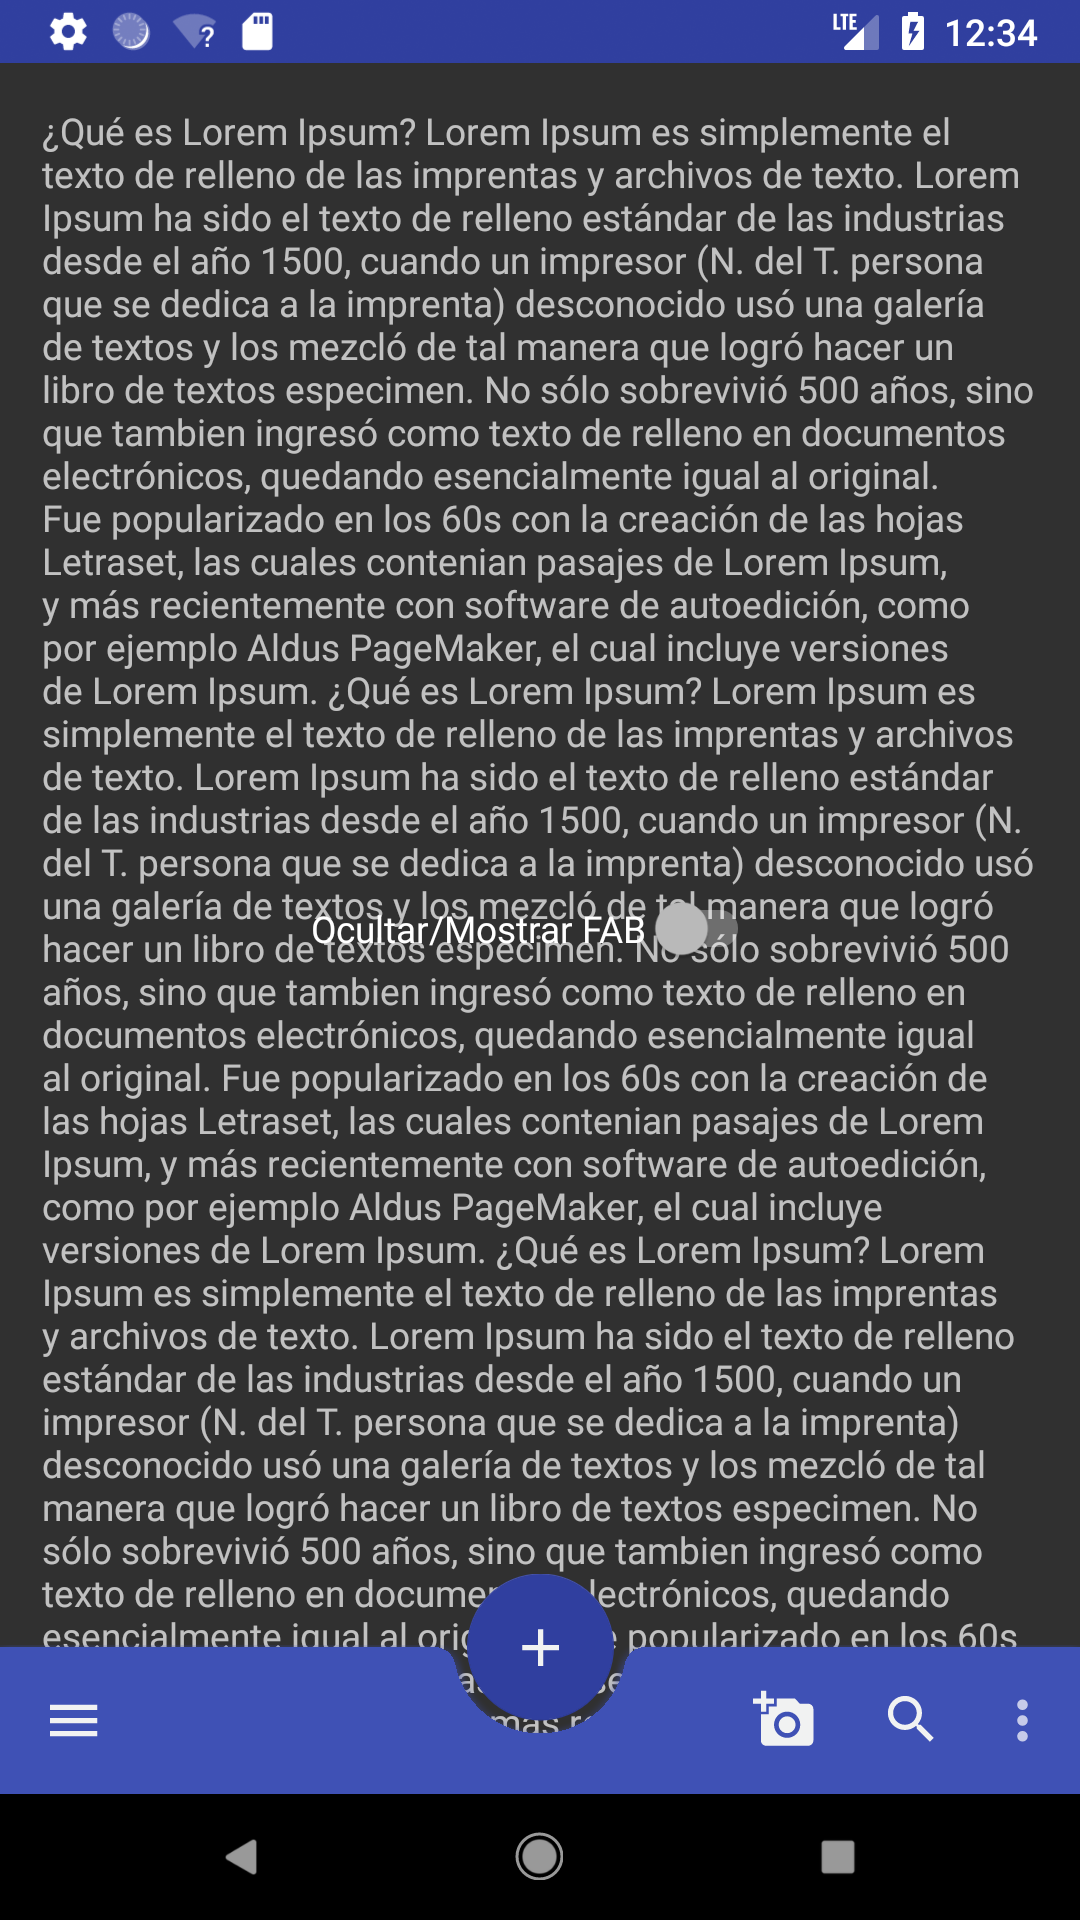 LTE 12:34
¿Qué es Lorem Ipsum? Lorem Ipsum es simplemente el
texto de relleno de las imprentas y archivos de texto. Lorem
Ipsum ha sido el texto de relleno estándar de las industrias
desde el año 1500, cuando un impresor (N. del T. persona
que se dedica a la imprenta) desconocido usó una galería
de textos y los mezcló de tal manera que logró hacer un
libro de textos especimen. No sólo sobrevivió 500 años, sino
que tambien ingresó como texto de relleno en documentos
electrónicos, quedando esencialmente igual al original.
Fue popularizado en los 60s con la creación de las hojas
Letraset, las cuales contenian pasajes de Lorem Ipsum,
y más recientemente con software de autoedición, como
por ejemplo Aldus PageMaker, el cual incluye versiones
de Lorem Ipsum. ¿Qué es Lorem Ipsum? Lorem Ipsum es
simplemente el texto de relleno de las imprentas y archivos
de texto. Lorem Ipsum ha sido el texto de relleno estándar
de las industrias desde el año 1500, cuando un impresor (N.
del T. persona que se dedica a la imprenta) desconocido usó
una galería de textos y los mezcló de tal manera que logró
Ocultar/Mostrar FAB
hacer un libro de textos especimen. No sólo sobrevivió 500
años, sino que tambien ingresó como texto de relleno en
documentos electrónicos, quedando esencialmente igual
al original. Fue popularizado en los 60s con la creación de
las hojas Letraset, las cuales contenian pasajes de Lorem
Ipsum, y más recientemente con software de autoedición,
como por ejemplo Aldus PageMaker, el cual incluye
versiones de Lorem Ipsum. ¿Qué es Lorem Ipsum? Lorem
Ipsum es simplemente el texto de relleno de las imprentas
y archivos de texto. Lorem Ipsum ha sido el texto de relleno
estándar de las industrias desde el año 1500, cuando un
impresor (N. del T. persona que se dedica a la imprenta)
desconocido usó una galería de textos y los mezcló de tal
manera que logró hacer un libro de textos especimen. No
sólo sobrevivió 500 años, sino que tambien ingresó como
texto de relleno en documen lectrónicos, quedando
esencialmente igual al orig popularizado en los 60s
más